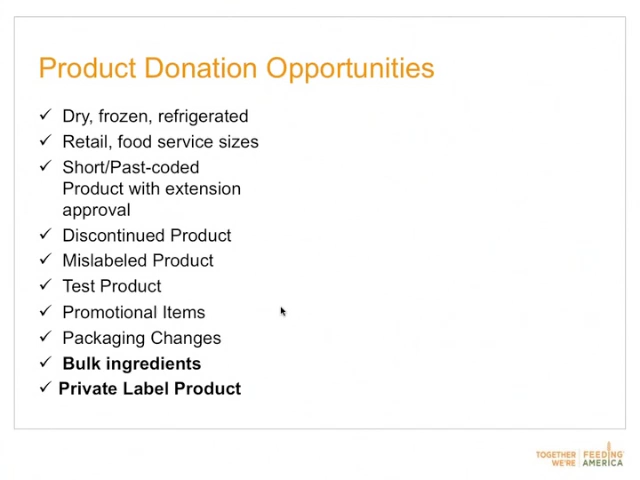 Product Donation Opportunities
✓ Dry, frozen, refrigerated
✓ Retail, food service sizes
✓ Short/Past-coded
Product with extension
approval
✓ Discontinued Product
✓ Mislabeled Product
✓ Test Product
✓ Promotional Items
✓ Packaging Changes
✓ Bulk ingredients
✓ Private Label Product
TOGETHER WE'RE
FEEDING AMERICA